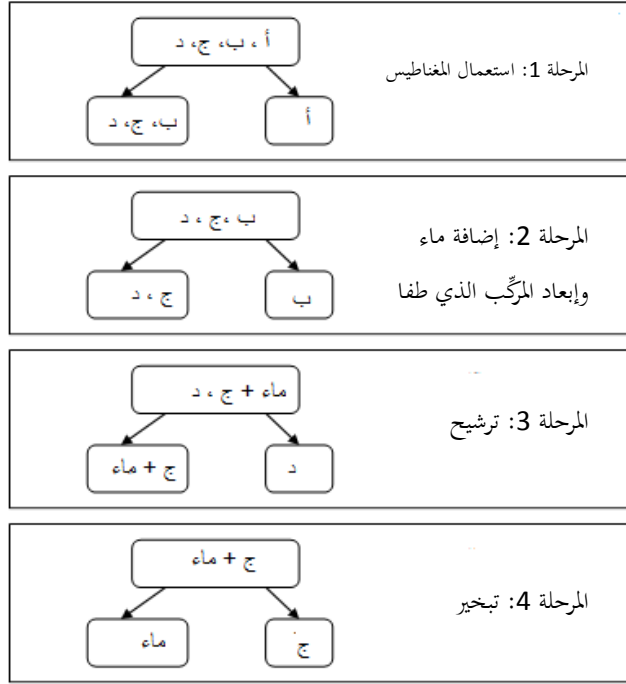 المرحلة 1: استعمال المغناطيس
أ ، ب، ج، د
أ
ب، ج، د
المرحلة 2: إضافة ماء
وإبعاد المركِّب الذي طفا
ب ،ج ، د
ب
ج ، د
المرحلة 3: ترشيح
ماء + ج ، د
د
ج + ماء
المرحلة 4: تبخير
ج + ماء
ج
ماء